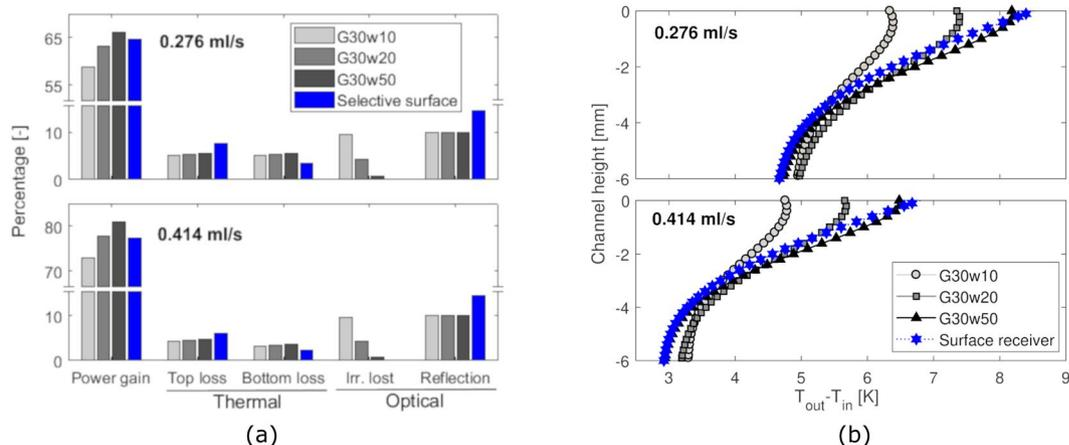 0.276 ml/s
G30w10
G30w20
G30w50
Selective surface
65
55
10
0
Percentage [-]
0.414 ml/s
80
70
10
0
Power gain Top loss Bottom loss Irr. lost Reflection
Thermal Optical
(a)
0.276 ml/s
0
-2
-4
-6
Channel height [mm]
0.414 ml/s
0
-2
-4
-6
G30w10
G30w20
G30w50
Surface receiver
3 4 5 6 7 8 9
Tout-Tin [K]
(b)